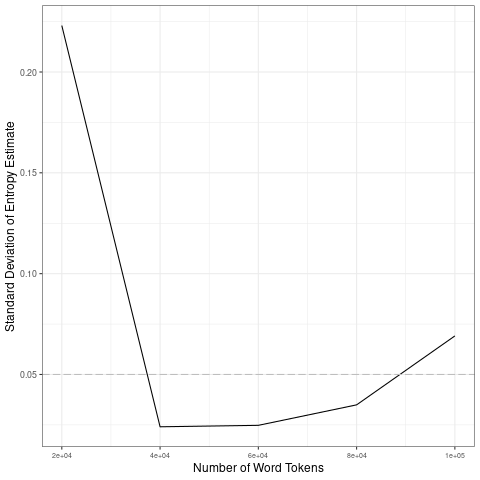 Standard Deviation of Entropy Estimate
0.20
0.15
0.10
0.05
2e+04 4e+04 6e+04 8e+04 1e+05
Number of Word Tokens